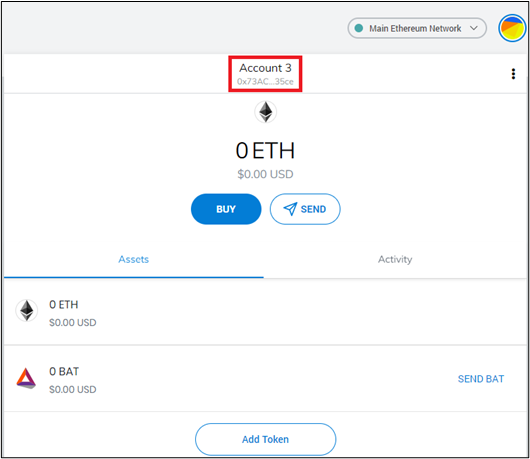 Main Ethereum Network
Account 3
0x73AC...35ce
0 ETH
$0.00 USD
BUY
SEND
Assets
Activity
0 ETH
$0.00 USD
0 BAT
$0.00 USD
SEND BAT
Add Token